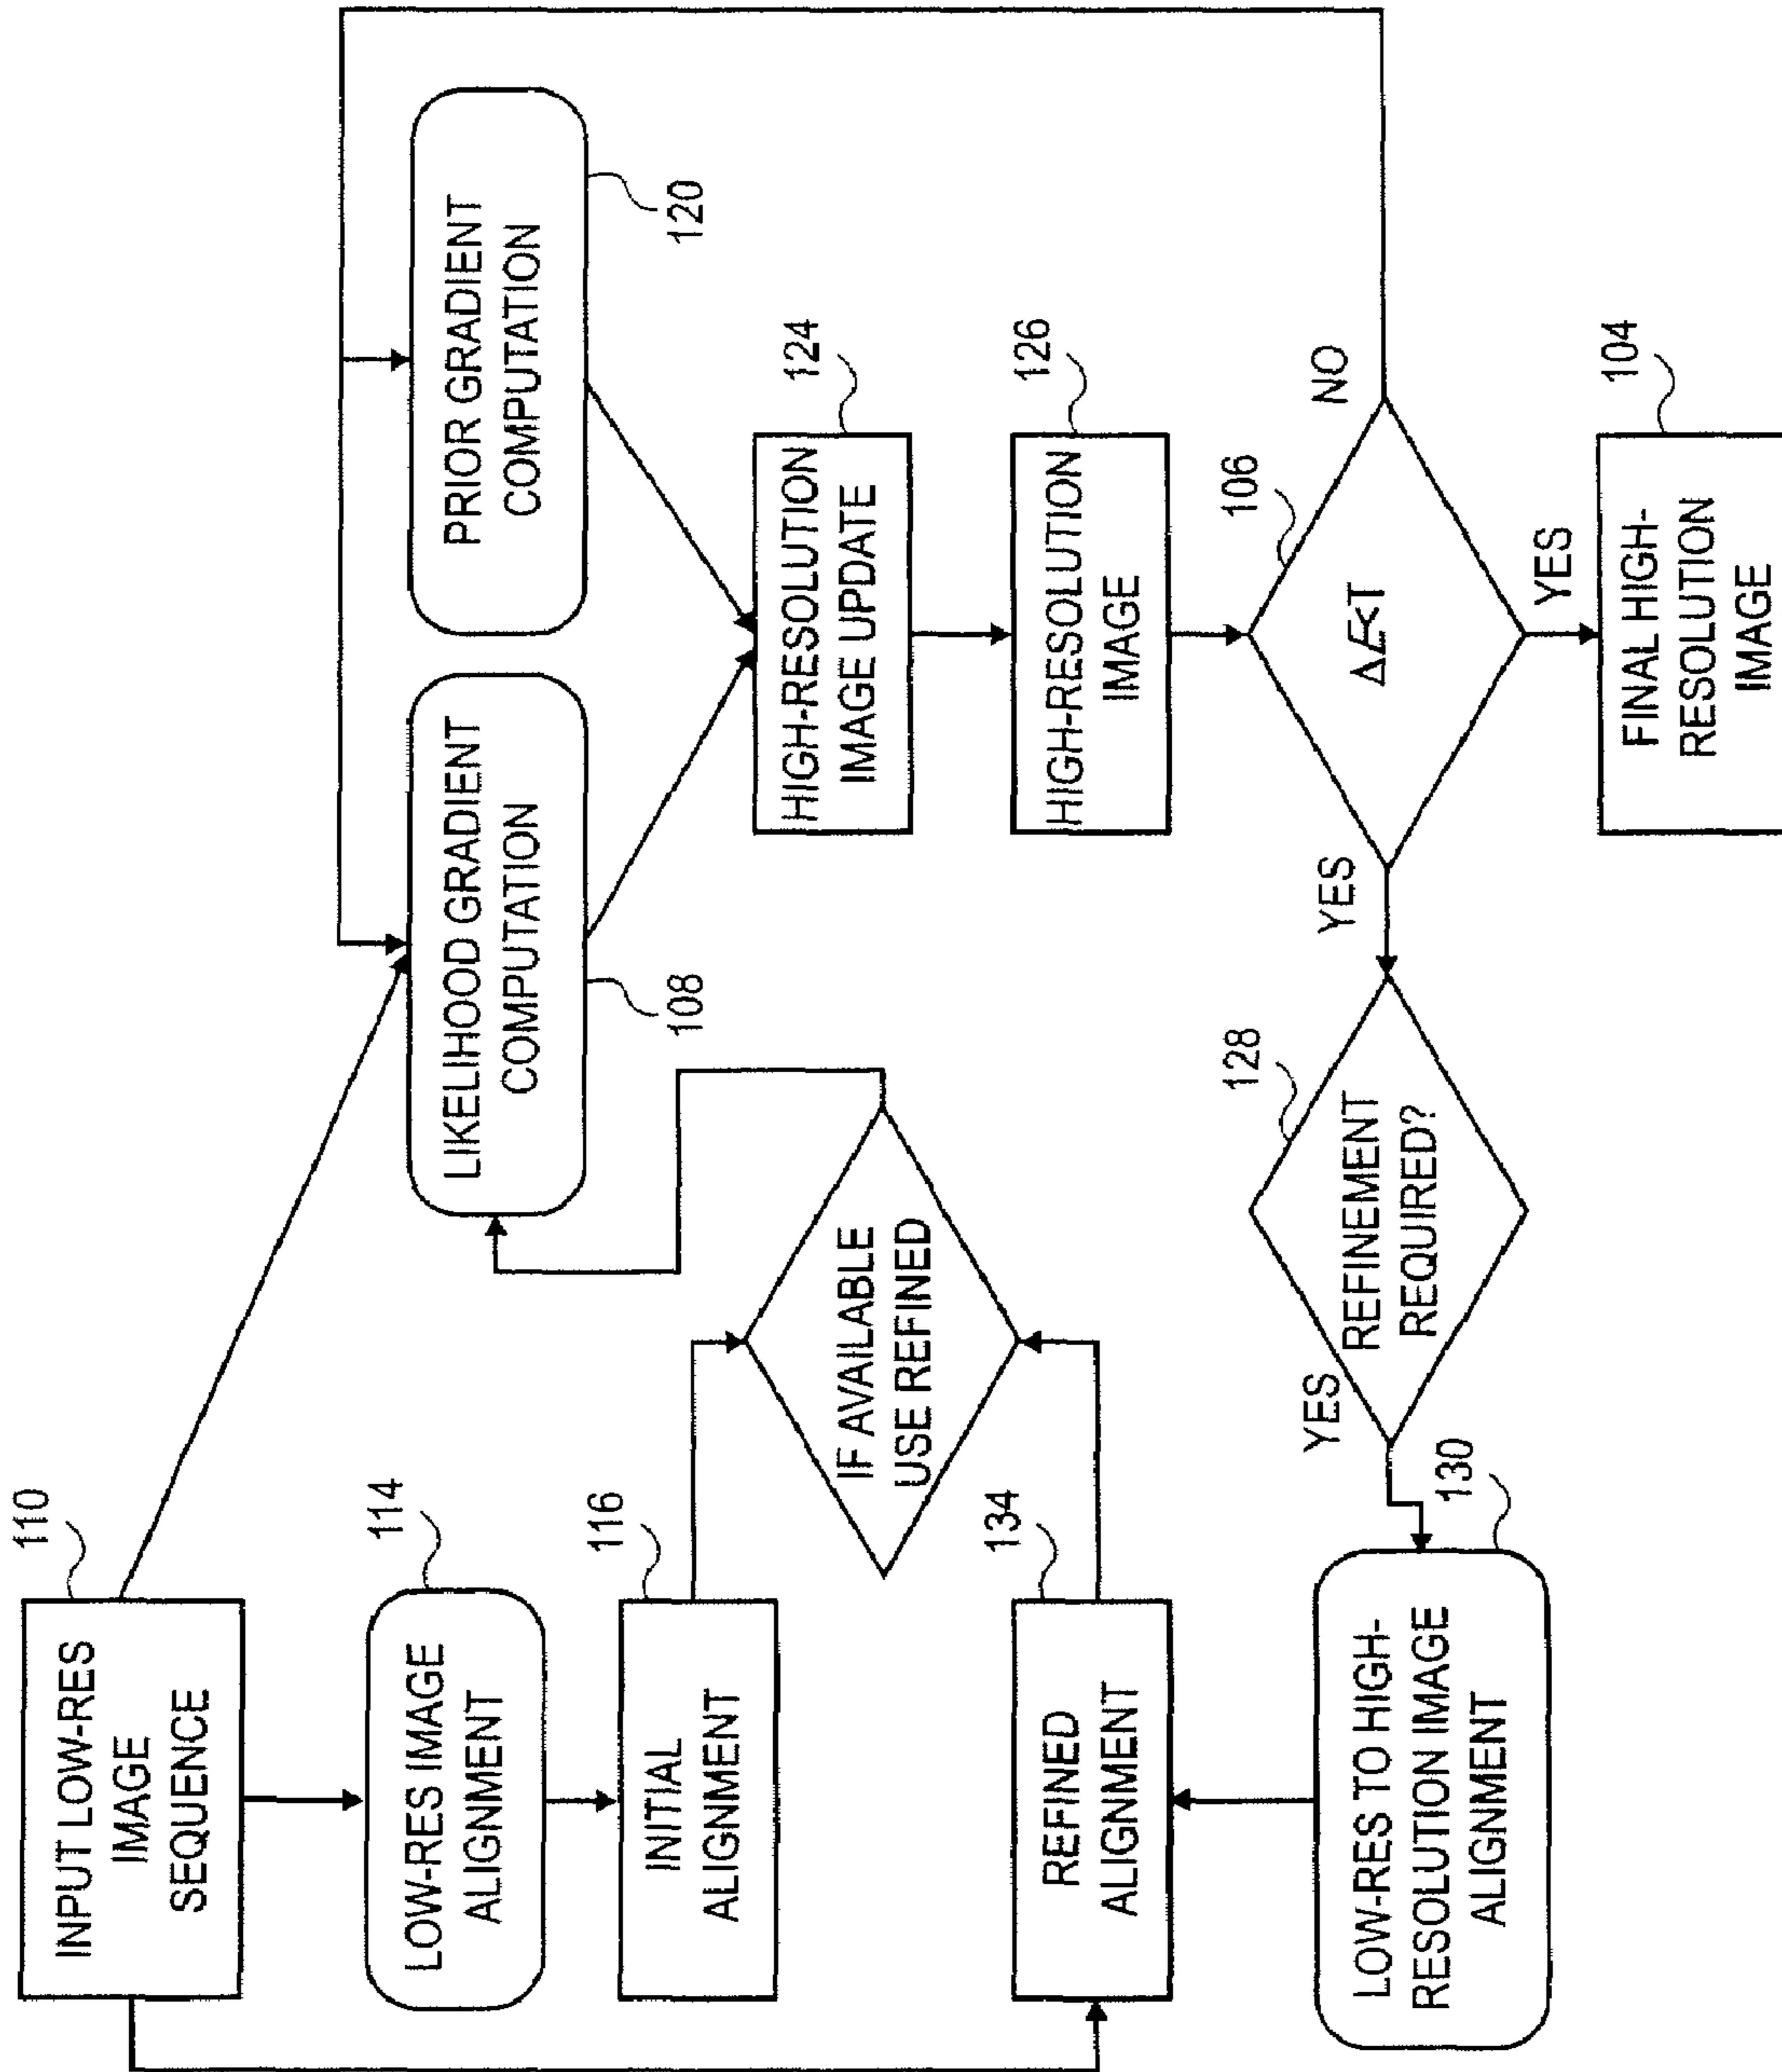 110
INPUT LOW-RES
IMAGE
SEQUENCE
114
LOW-RES IMAGE
ALIGNMENT
116
INITIAL
ALIGNMENT
134
REFINED
ALIGNMENT
130
LOW-RES TO HIGH-
RESOLUTION IMAGE
ALIGNMENT
IF AVAILABLE
USE REFINED
YES
128
REFINEMENT
REQUIRED?
LIKELIHOOD GRADIENT
COMPUTATION
108
PRIOR GRADIENT
COMPUTATION
120
124
HIGH-RESOLUTION
IMAGE UPDATE
126
HIGH-RESOLUTION
IMAGE
106
ΔE<T
NO
YES
YES
104
FINAL HIGH-
RESOLUTION
IMAGE